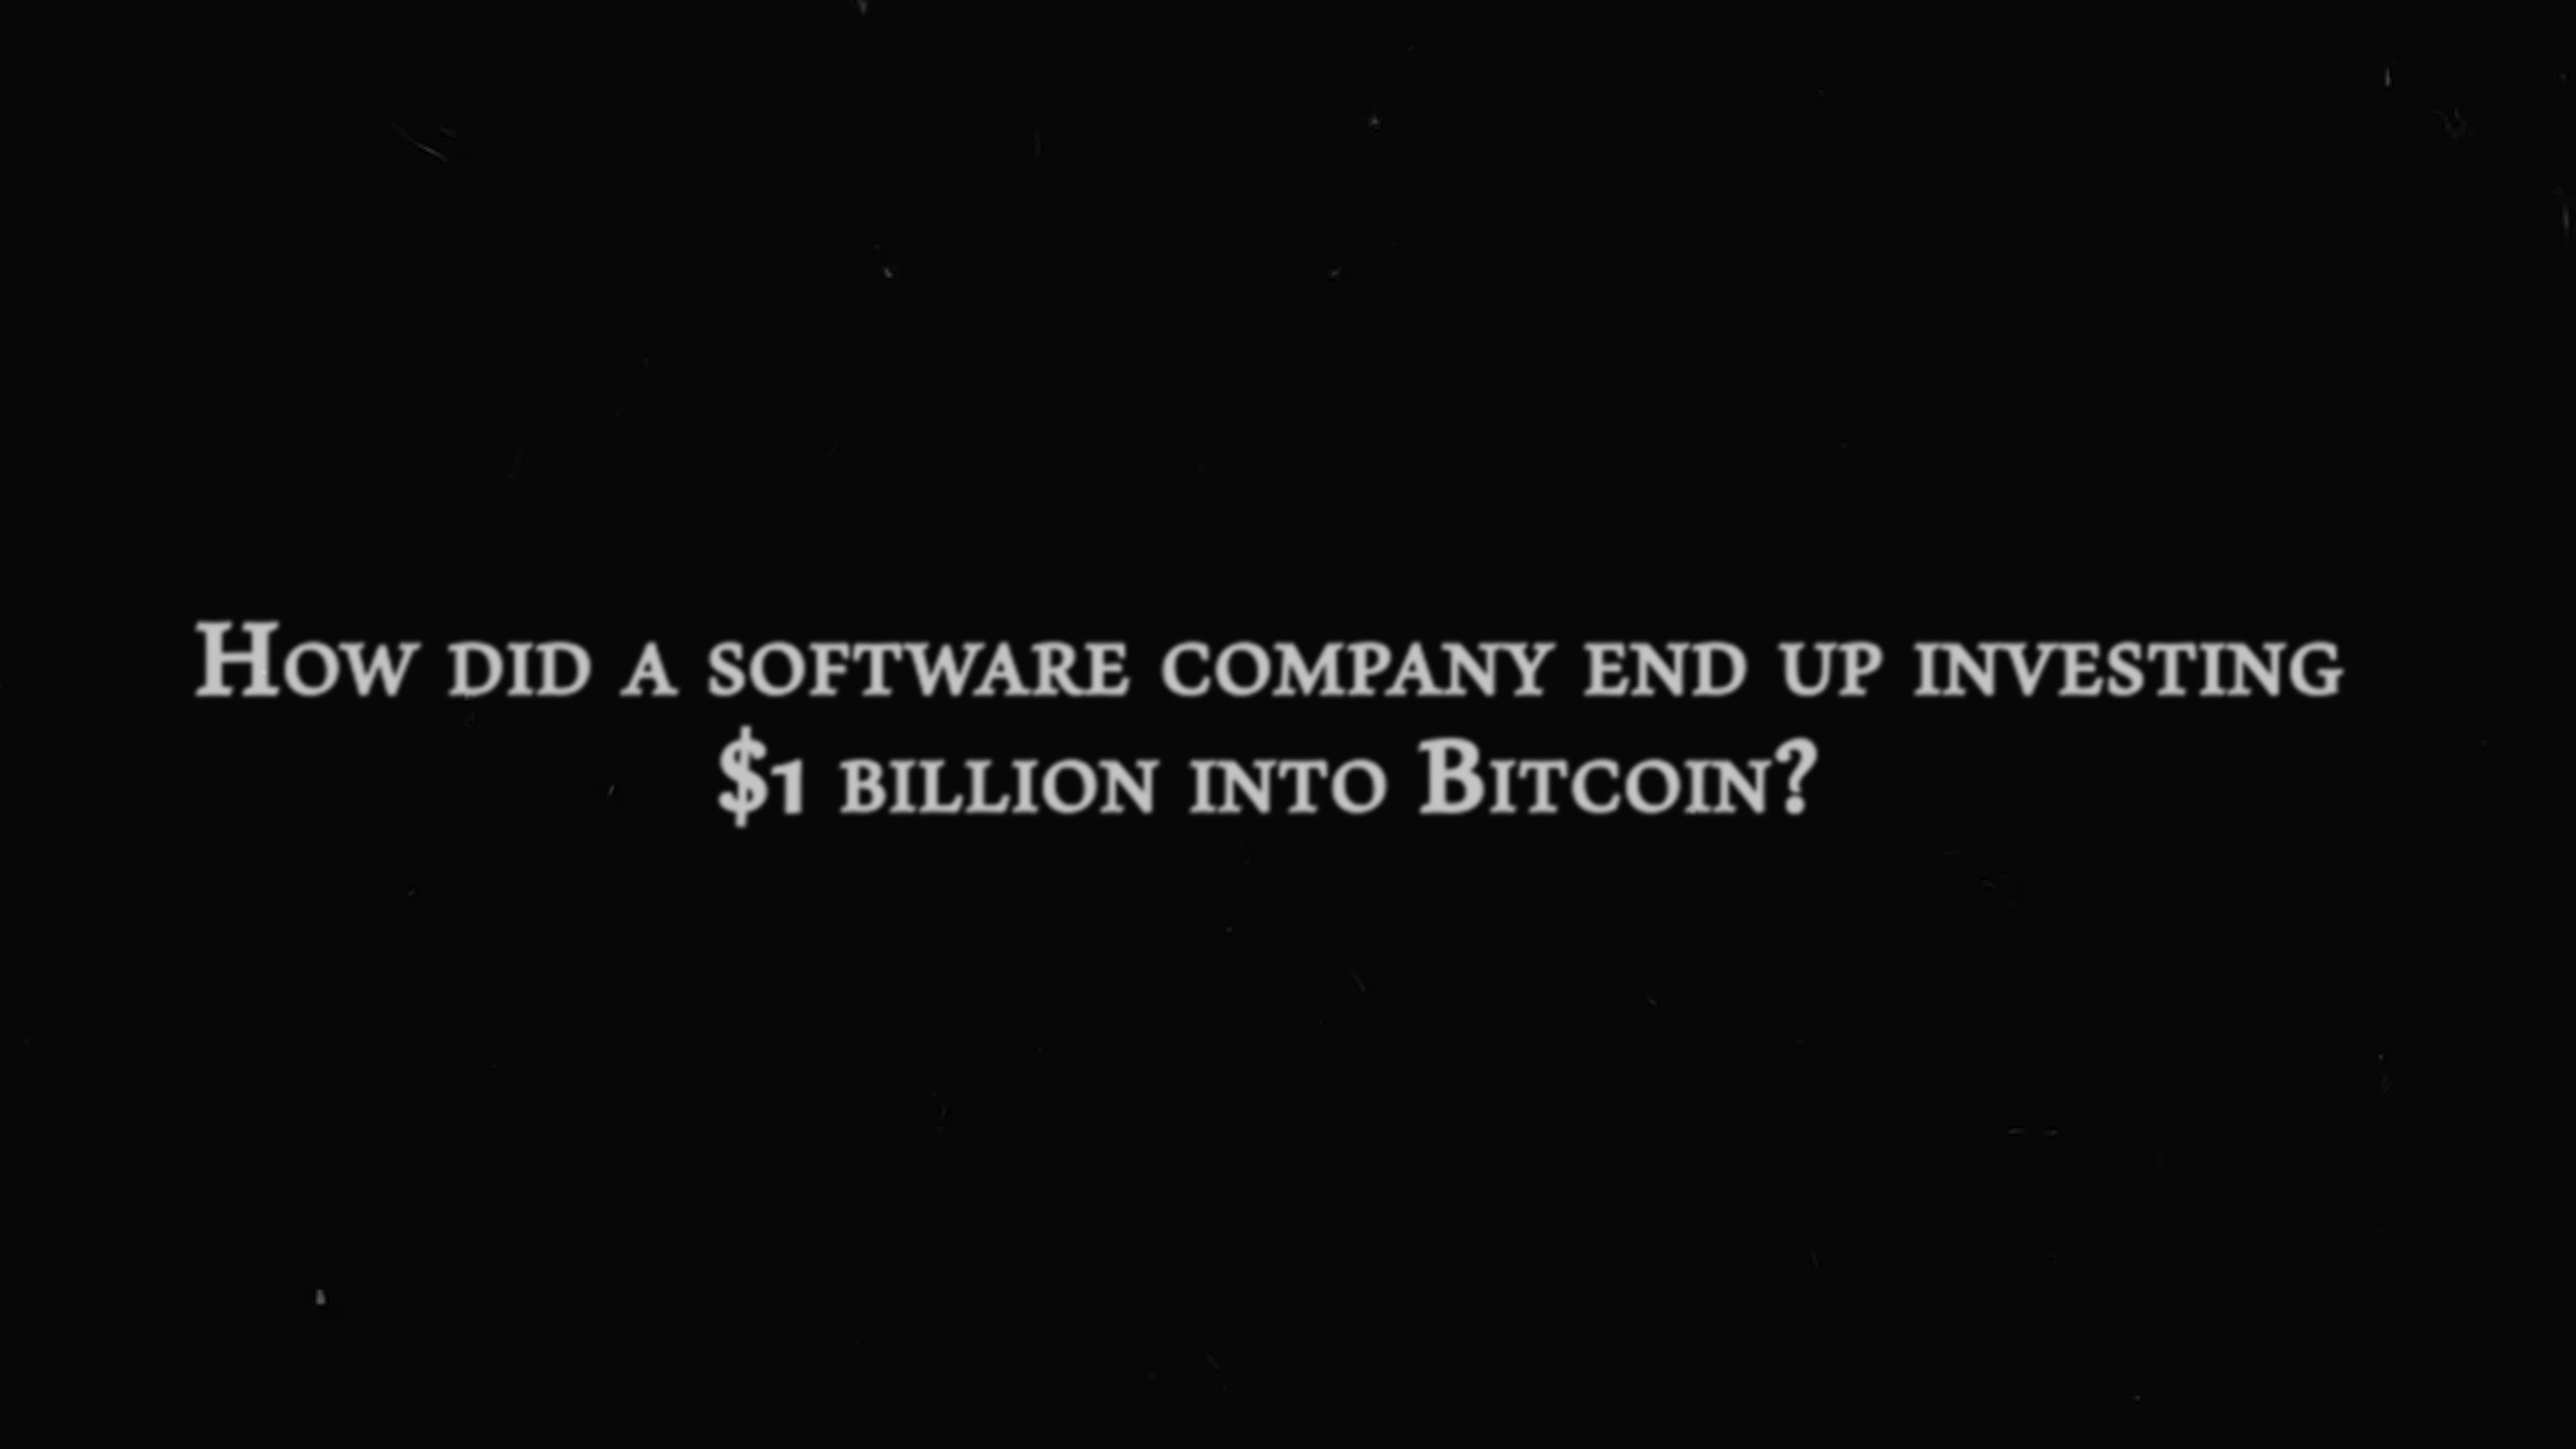 How did a software company end up investing
$1 billion into Bitcoin?